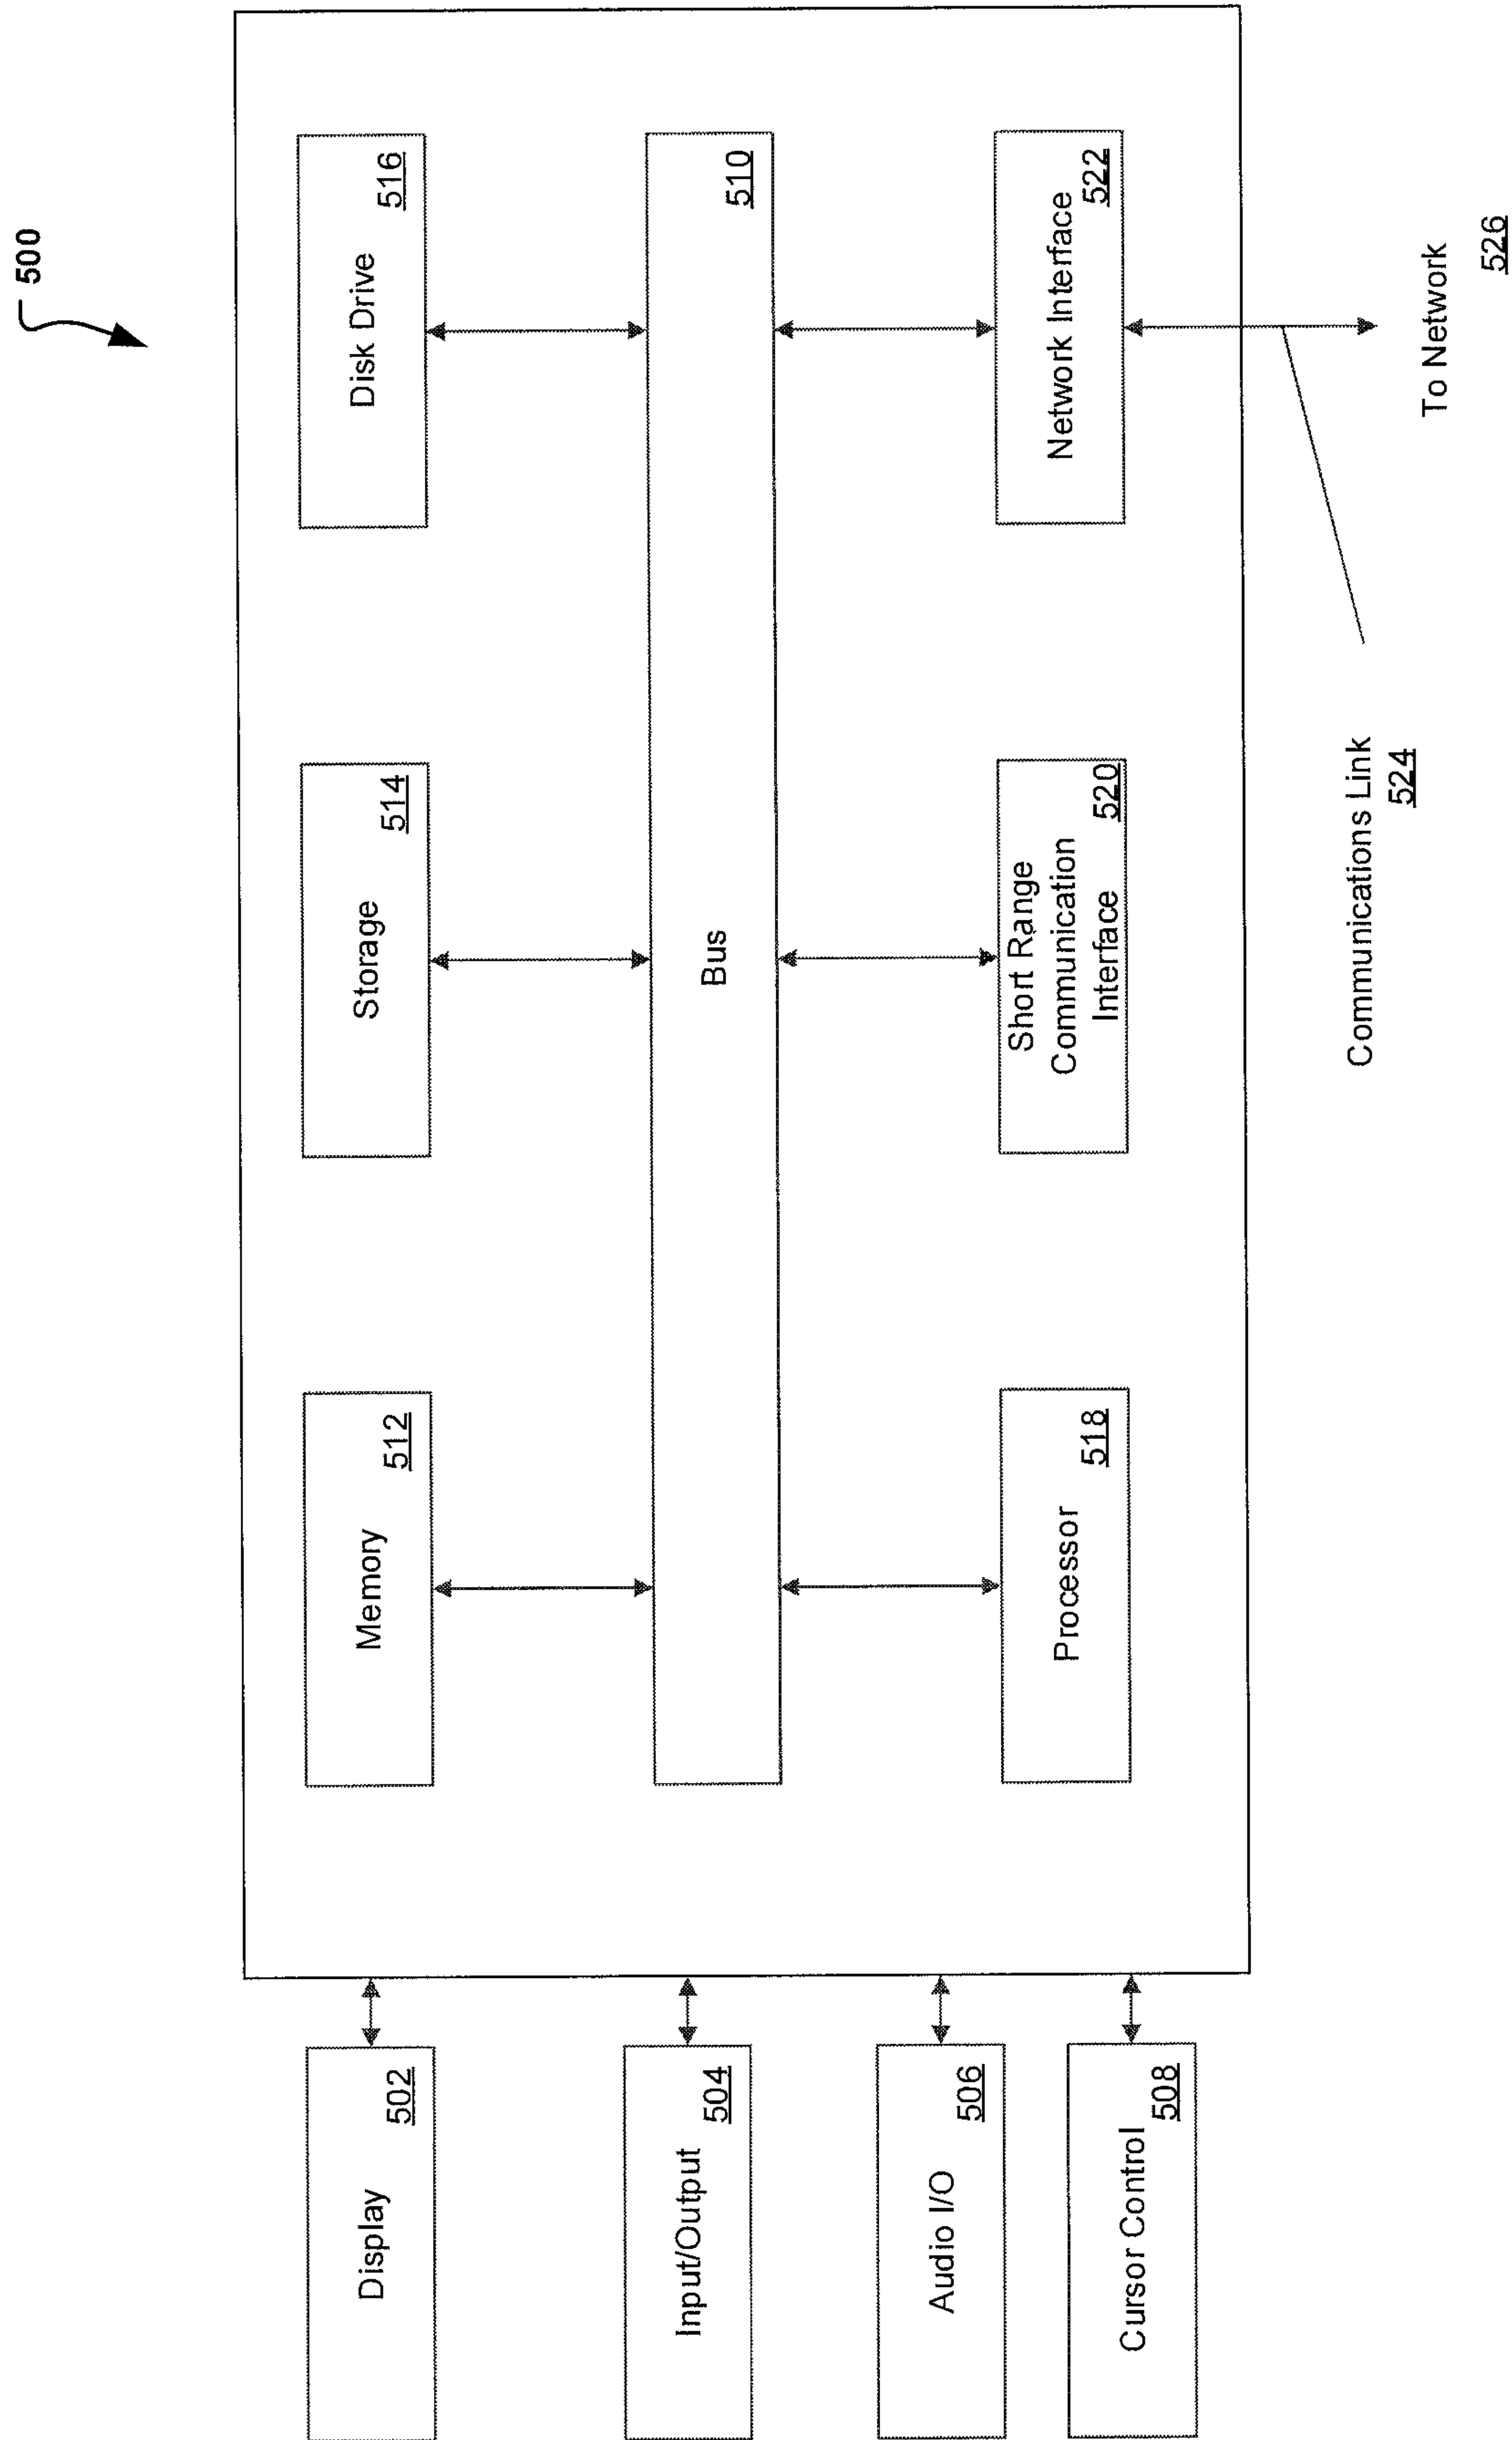 500
Display
502
Input/Output
504
Audio I/O
506
Cursor Control
508
Memory
512
Storage
514
Disk Drive
516
Bus
510
Processor
518
Short Range
Communication
Interface
520
Network Interface
522
Communications Link
524
To Network
526